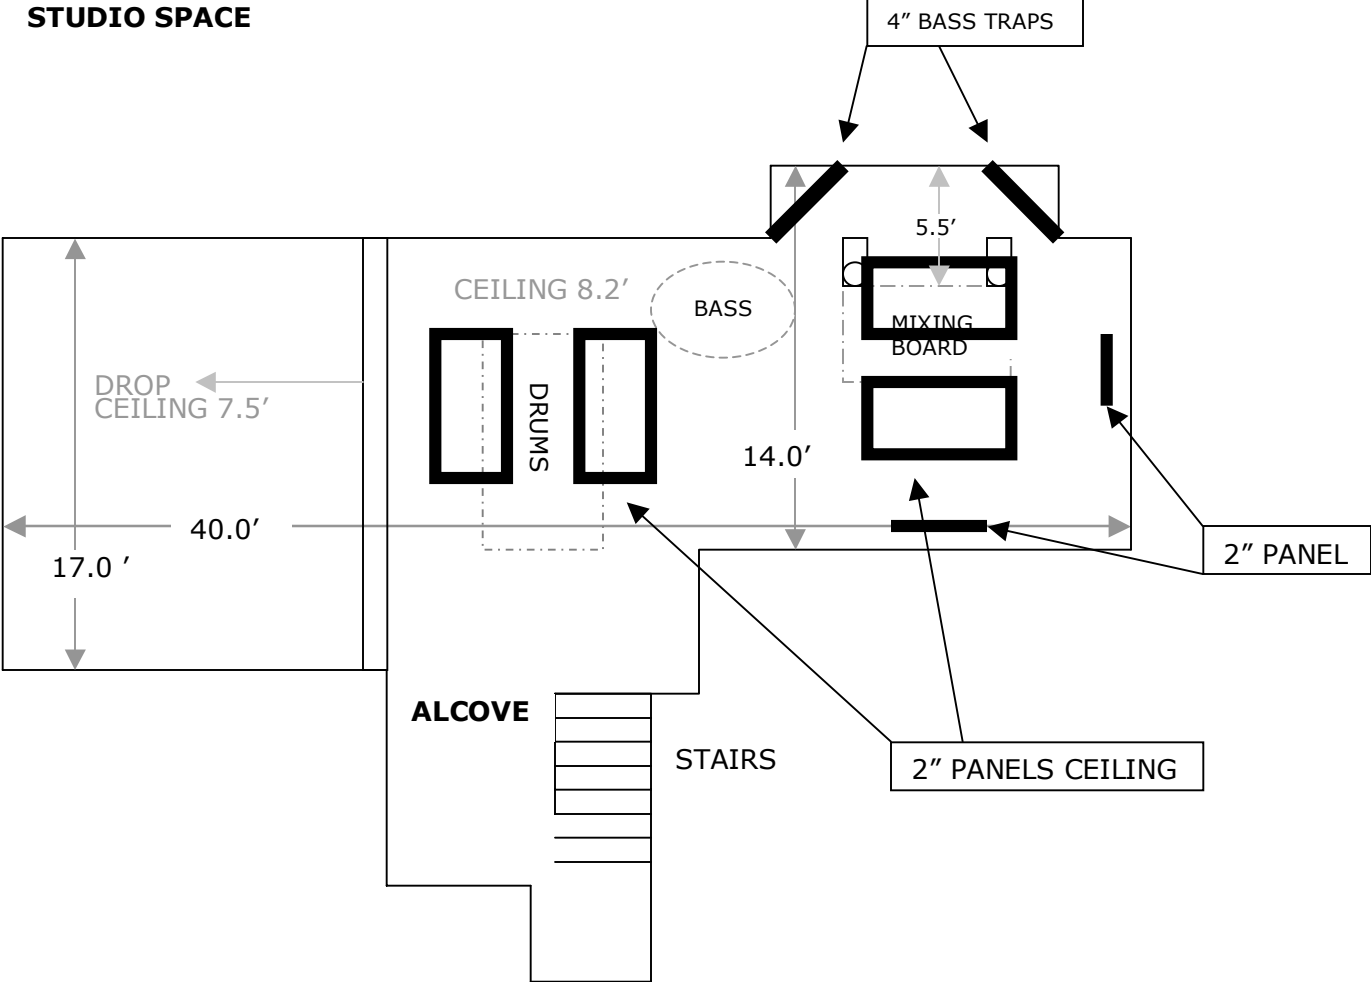 STUDIO SPACE
4” BASS TRAPS
5.5’
CEILING 8.2’
BASS
MIXING
BOARD
DROP
CEILING 7.5’
DRUMS
14.0’
40.0’
17.0 ’
2” PANEL
ALCOVE
STAIRS
2” PANELS CEILING